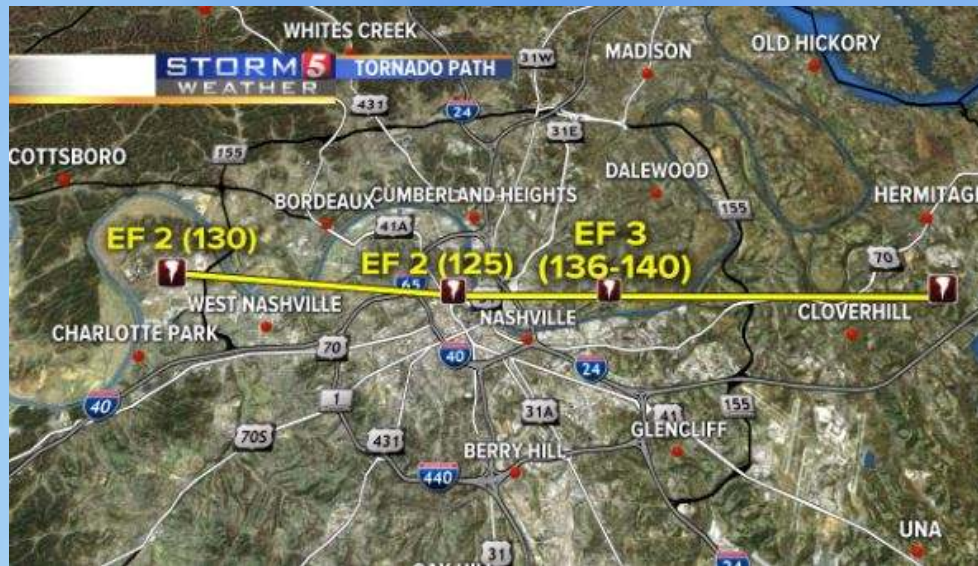 WHITES CREEK
MADISON
OLD HICKORY
31W
STORM 5
WEATHER
TORNADO PATH
431
24
31E
COTTSBORO
155
DALEWOOD
BORDEAUX
CUMBERLAND HEIGHTS
155
HERMITAGE
41A
EF 2 (130)
EF 2 (125)
EF 3
(136-140)
70
65
WEST NASHVILLE
NASHVILLE
CLOVERHILL
CHARLOTTE PARK
70
40
24
40
1
31A
41
155
70S
431
GLENCLIFF
BERRY HILL
440
UNA
31
24